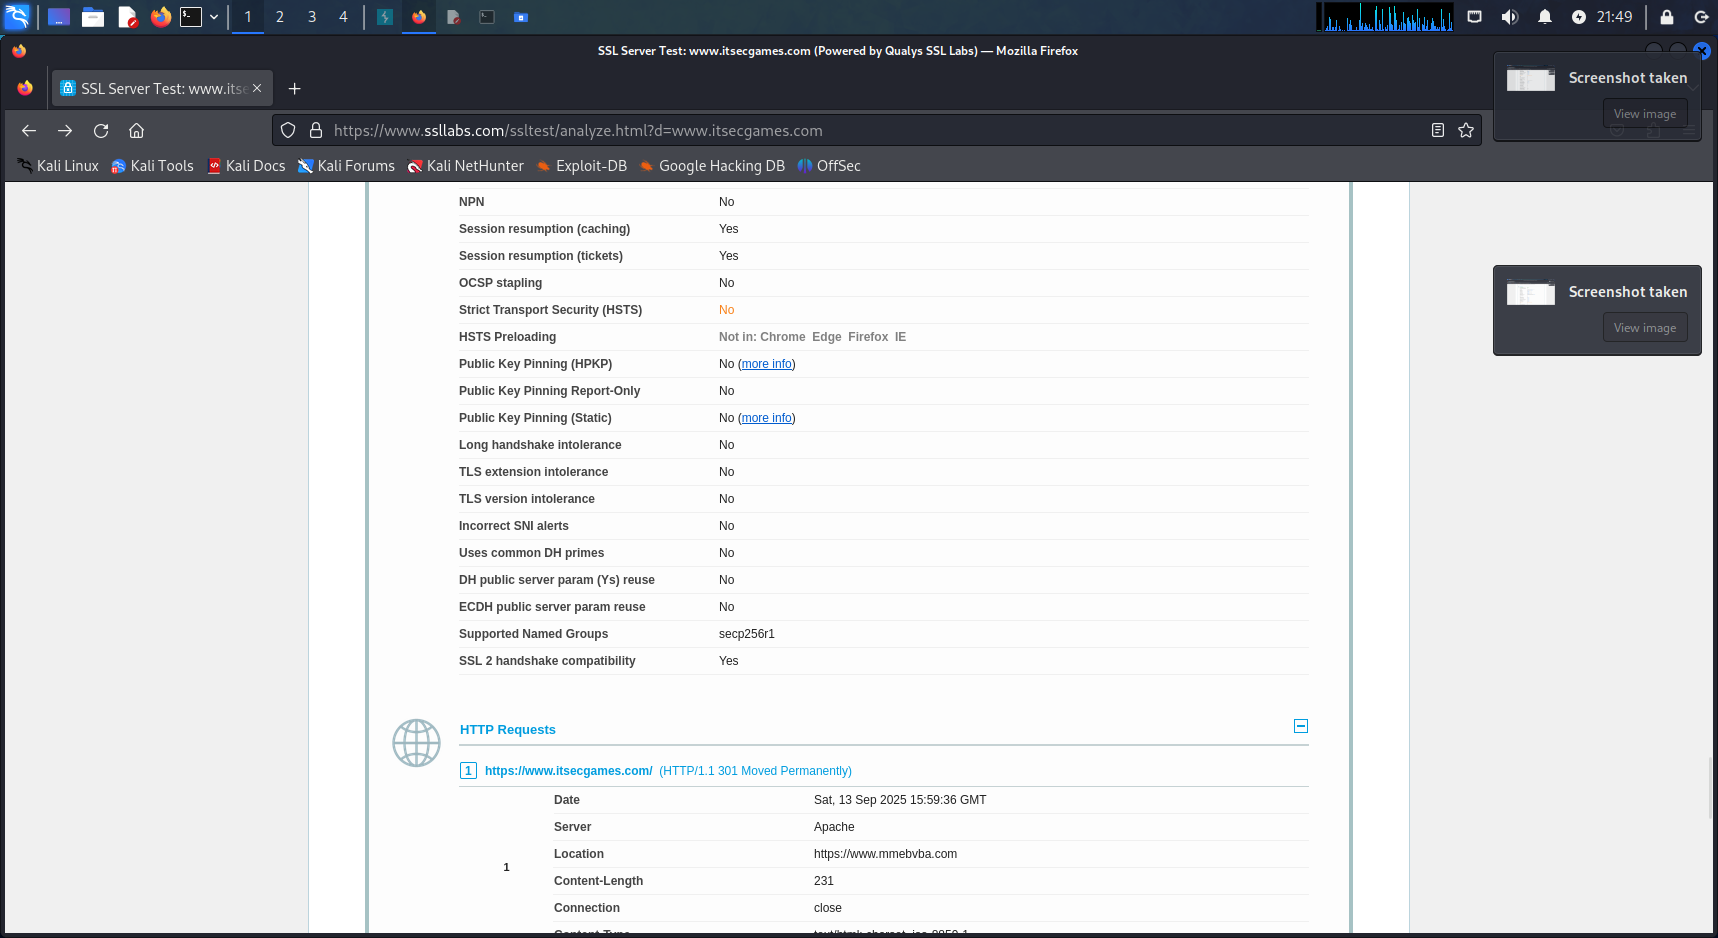 1 2 3 4 21:49
SSL Server Test: www.itsecgames.com (Powered by Qualys SSL Labs) — Mozilla Firefox
SSL Server Test: www.itse
Screenshot taken
View image
https://www.ssllabs.com/ssltest/analyze.html?d=www.itsecgames.com
Kali Linux Kali Tools Kali Docs Kali Forums Kali NetHunter Exploit-DB Google Hacking DB OffSec
NPN No
Session resumption (caching) Yes
Session resumption (tickets) Yes
OCSP stapling No
Screenshot taken
View image
Strict Transport Security (HSTS) No
HSTS Preloading Not in: Chrome Edge Firefox IE
Public Key Pinning (HPKP) No (more info)
Public Key Pinning Report-Only No
Public Key Pinning (Static) No (more info)
Long handshake intolerance No
TLS extension intolerance No
TLS version intolerance No
Incorrect SNI alerts No
Uses common DH primes No
DH public server param (Ys) reuse No
ECDH public server param reuse No
Supported Named Groups secp256r1
SSL 2 handshake compatibility Yes
HTTP Requests
1 https://www.itsecgames.com/ (HTTP/1.1 301 Moved Permanently)
Date Sat, 13 Sep 2025 15:59:36 GMT
Server Apache
Location https://www.mmebvba.com
1
Content-Length 231
Connection close